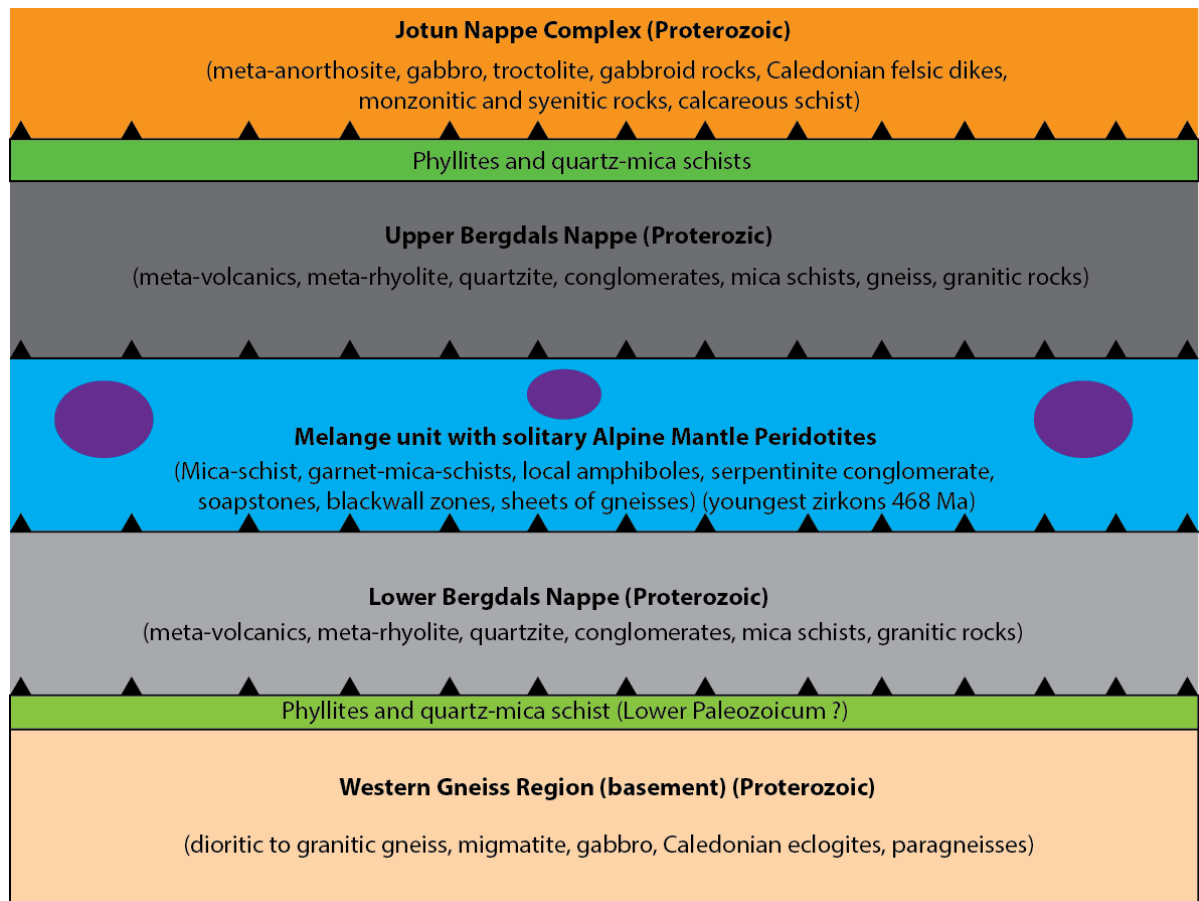 Jotun Nappe Complex (Proterozoic)
(meta-anorthosite, gabbro, troctolite, gabbroid rocks, Caledonian felsic dikes,
monzonitic and syenitic rocks, calcareous schist)
Phyllites and quartz-mica schists
Upper Bergdals Nappe (Proterozic)
(meta-volcanics, meta-rhyolite, quartzite, conglomerates, mica schists, gneiss, granitic rocks)
Melange unit with solitary Alpine Mantle Peridotites
(Mica-schist, garnet-mica-schists, local amphiboles, serpentinite conglomerate,
soapstones, blackwall zones, sheets of gneisses) (youngest zirkons 468 Ma)
Lower Bergdals Nappe (Proterozoic)
(meta-volcanics, meta-rhyolite, quartzite, conglomerates, mica schists, granitic rocks)
Phyllites and quartz-mica schist (Lower Paleozoicum ?)
Western Gneiss Region (basement) (Proterozoic)
(dioritic to granitic gneiss, migmatite, gabbro, Caledonian eclogites, paragneisses)